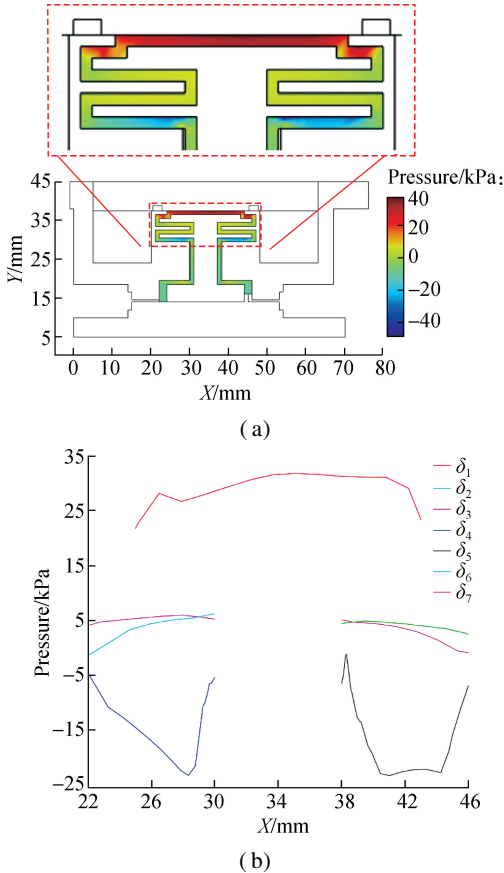 Pressure/kPa:
45
35
25
15
5
Y/mm
40
20
0
−20
−40
0 10 20 30 40 50 60 70 80
X/mm
(a)
35
25
15
5
−5
−15
−25
Pressure/kPa
δ1
δ2
δ3
δ4
δ5
δ6
δ7
22 26 30 34 38 42 46
X/mm
(b)